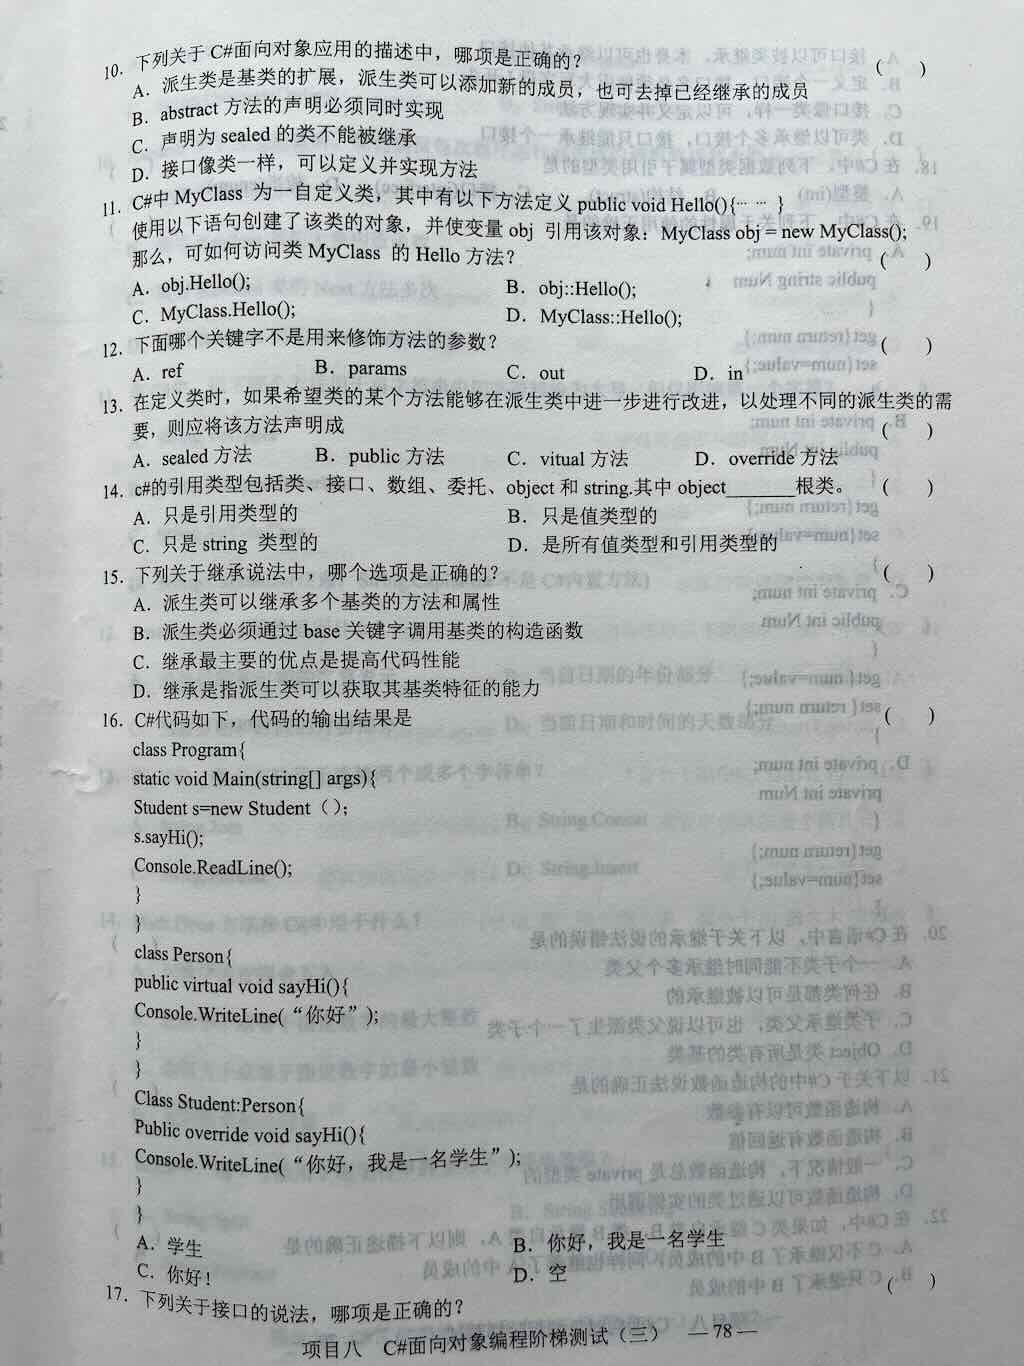 10. 下列关于 C#面向对象应用的描述中，哪项是正确的？ (    )
A. 派生类是基类的扩展，派生类可以添加新的成员，也可去掉已经继承的成员
B. abstract 方法的声明必须同时实现
C. 声明为 sealed 的类不能被继承
D. 接口像类一样，可以定义并实现方法
11. C#中 MyClass 为一自定义类，其中有以下方法定义 public void Hello(){… … }
使用以下语句创建了该类的对象，并使变量 obj 引用该对象：MyClass obj = new MyClass();
那么，可如何访问类 MyClass 的 Hello 方法？ (    )
A. obj.Hello(); B. obj::Hello();
C. MyClass.Hello(); D. MyClass::Hello();
12. 下面哪个关键字不是用来修饰方法的参数？ (    )
A. ref B. params C. out D. in
13. 在定义类时，如果希望类的某个方法能够在派生类中进一步进行改进，以处理不同的派生类的需
要，则应将该方法声明成 (    )
A. sealed 方法 B. public 方法 C. vitual 方法 D. override 方法
14. c#的引用类型包括类、接口、数组、委托、object 和 string.其中 object_______根类。 (    )
A. 只是引用类型的 B. 只是值类型的
C. 只是 string 类型的 D. 是所有值类型和引用类型的
15. 下列关于继承说法中，哪个选项是正确的？ (    )
A. 派生类可以继承多个基类的方法和属性
B. 派生类必须通过 base 关键字调用基类的构造函数
C. 继承最主要的优点是提高代码性能
D. 继承是指派生类可以获取其基类特征的能力
16. C#代码如下，代码的输出结果是 (    )
class Program{
static void Main(string[] args){
Student s=new Student（）;
s.sayHi();
Console.ReadLine();
}
}
class Person{
public virtual void sayHi(){
Console.WriteLine(“你好”);
}
}
Class Student:Person{
Public override void sayHi(){
Console.WriteLine(“你好，我是一名学生”);
}
}
A. 学生 B. 你好，我是一名学生
C. 你好！ D. 空
17. 下列关于接口的说法，哪项是正确的？ (    )
项目八 C#面向对象编程阶梯测试（三） — 78 —